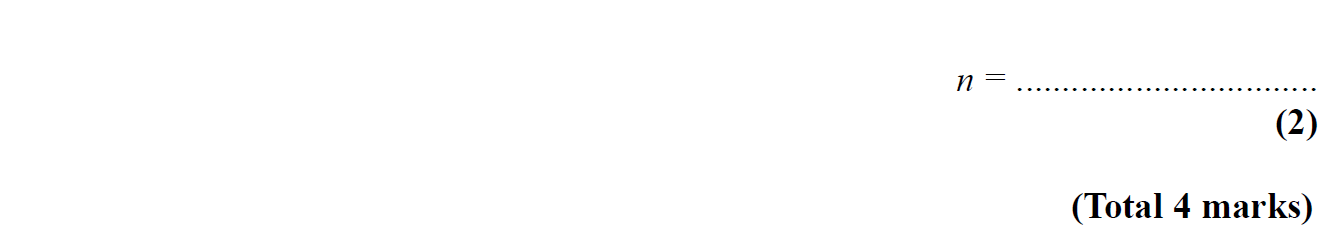 n = .................................
(2)
(Total 4 marks)